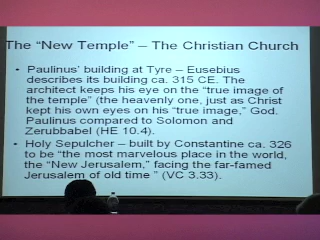 The “New Temple” – The Christian Church
• Paulinus’ building at Tyre – Eusebius
describes its building ca. 315 CE. The
architect keeps his eye on the “true image of
the temple” (the heavenly one, just as Christ
kept his own eyes on his “true image,” God.
Paulinus compared to Solomon and
Zerubbabel (HE 10.4).
• Holy Sepulcher – built by Constantine ca. 326
to be “the most marvelous place in the world,
the “New Jerusalem,” facing the far-famed
Jerusalem of old time ” (VC 3.33).